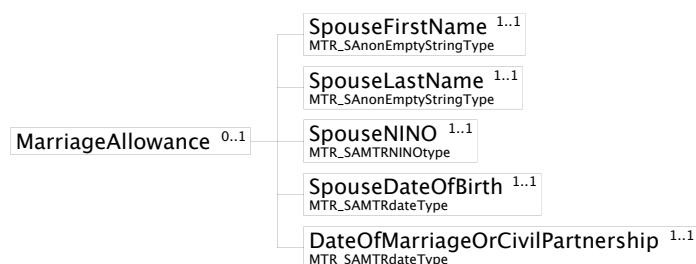 SpouseFirstName 1..1
MTR_SAnonEmptyStringType
SpouseLastName 1..1
MTR_SAnonEmptyStringType
MarriageAllowance 0..1
SpouseNINO 1..1
MTR_SAMTRNINOtype
SpouseDateOfBirth 1..1
MTR_SAMTRdateType
DateOfMarriageOrCivilPartnership 1..1
MTR_SAMTRdateType